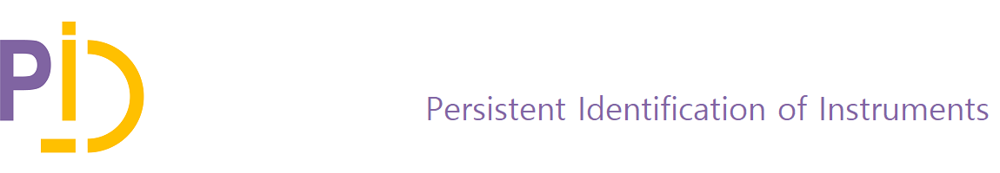 PiD
Persistent Identification of Instruments